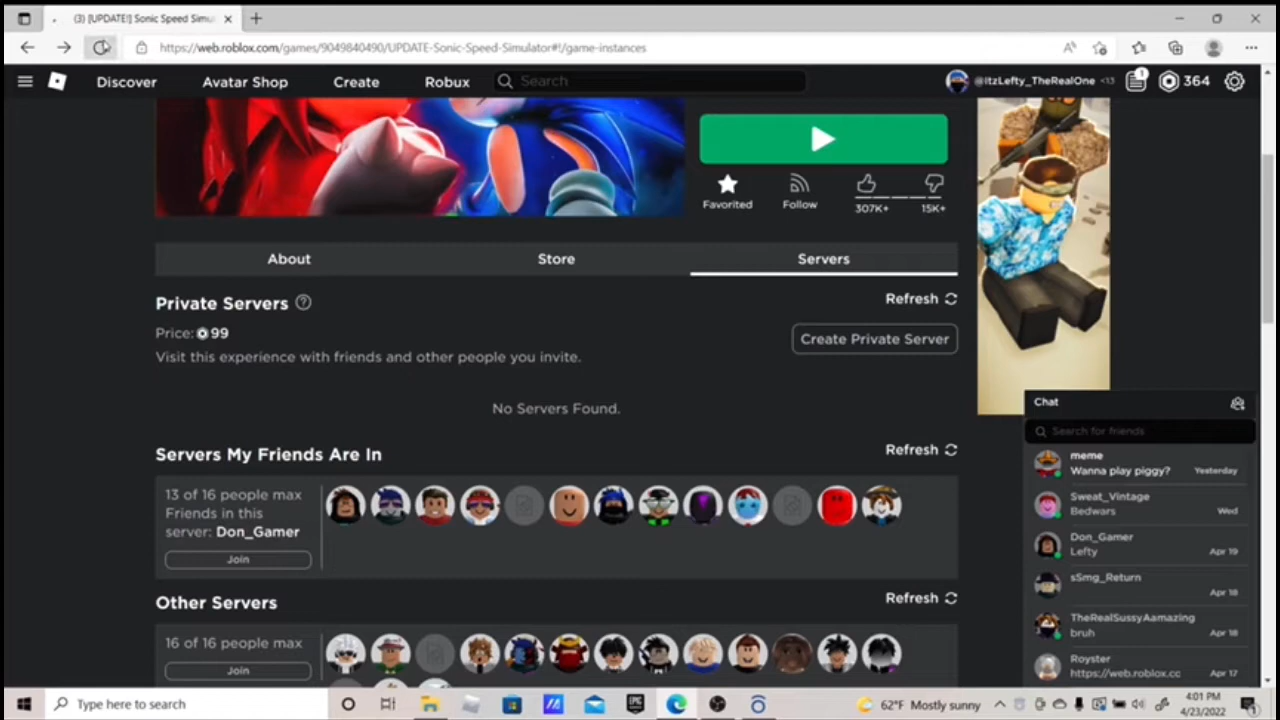 (3) [UPDATE!] Sonic Speed Simu
https://web.roblox.com/games/9049840490/UPDATE-Sonic-Speed-Simulator#!/game-instances
Discover
Avatar Shop
Create
Robux
Search
@ItzLefty_TheRealOne <13
1
364
Favorited
Follow
307K+
15K+
About
Store
Servers
Private Servers
Refresh
Price: 99
Create Private Server
Visit this experience with friends and other people you invite.
No Servers Found.
Servers My Friends Are In
Refresh
13 of 16 people max
Friends in this
server: Don_Gamer
Join
Other Servers
Refresh
16 of 16 people max
Join
Chat
Search for friends
meme
Wanna play piggy? Yesterday
Sweat_Vintage
Bedwars Wed
Don_Gamer
Lefty Apr 19
sSmg_Return
Apr 18
TheRealSussyAamazing
bruh Apr 18
Royster
https://web.roblox.cc Apr 17
Type here to search
EPIC
62°F Mostly sunny
4:01 PM
4/23/2022